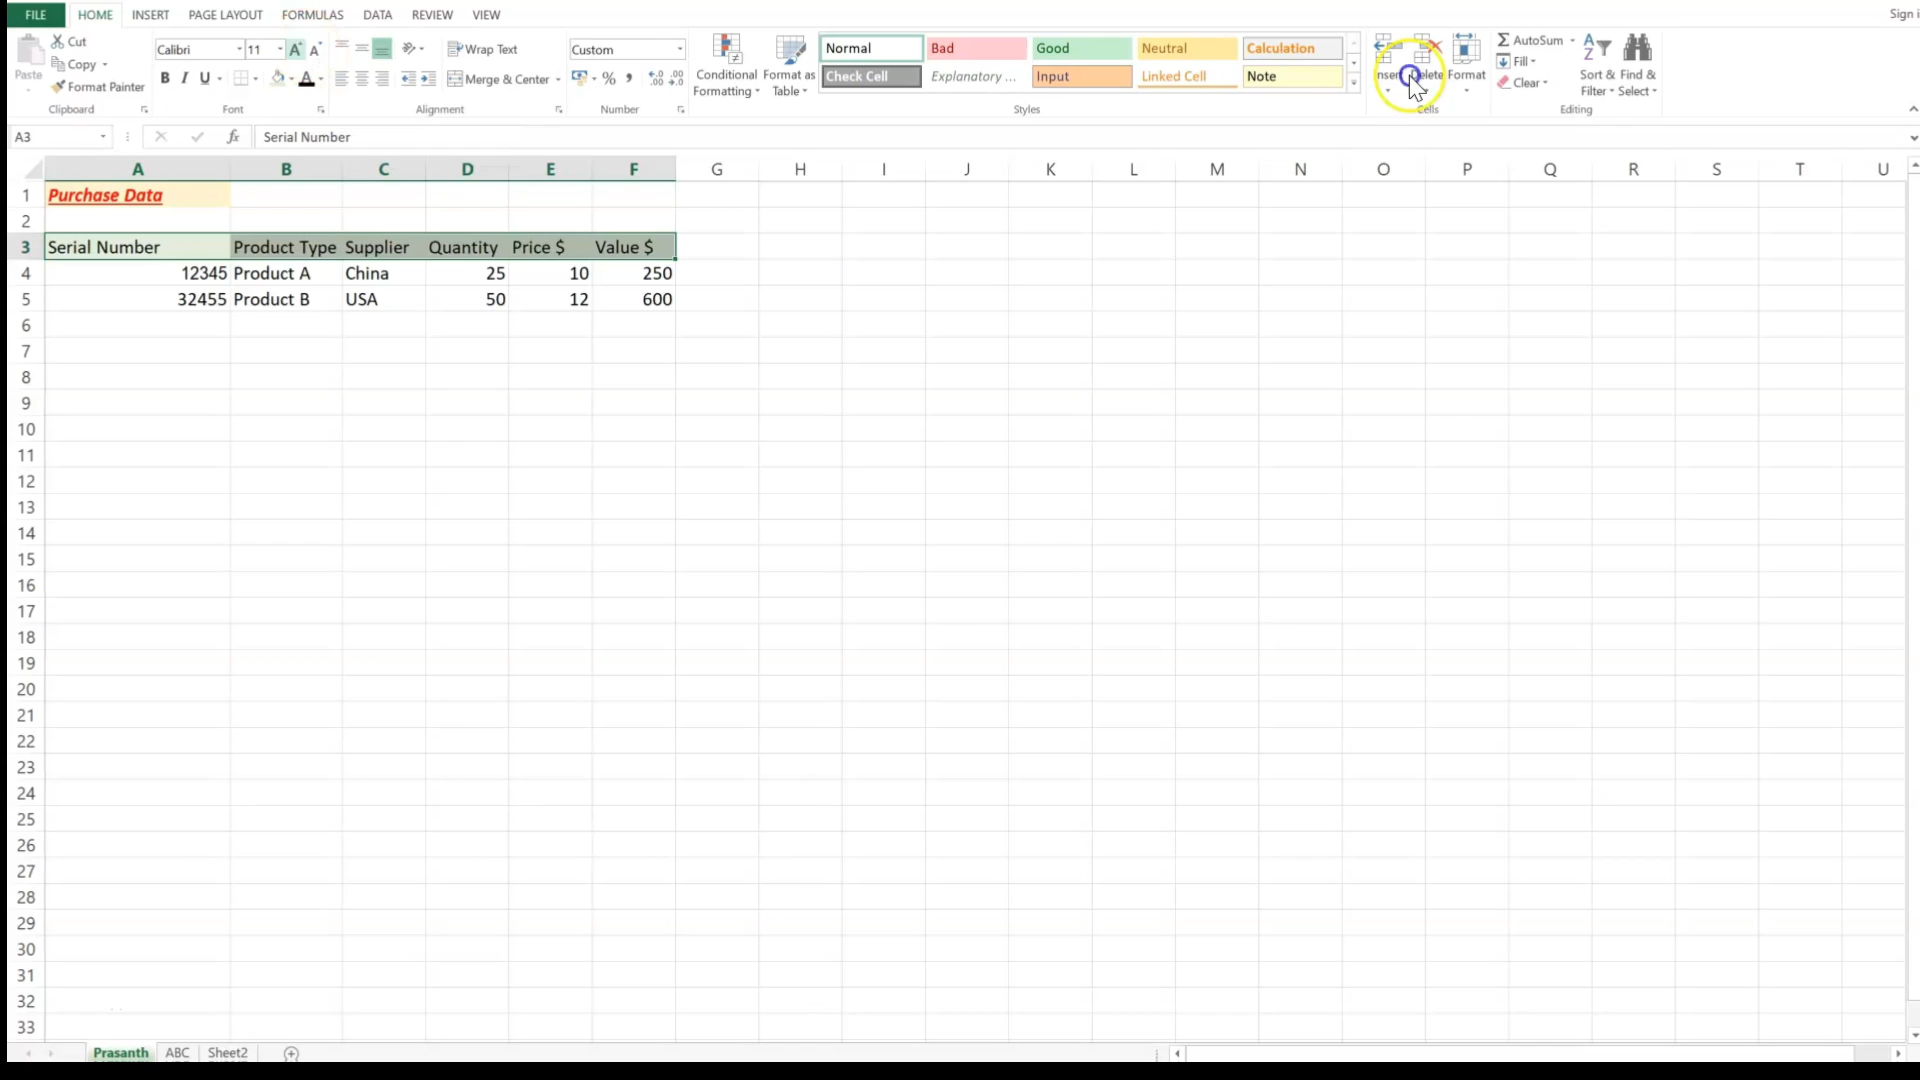 FILE HOME INSERT PAGE LAYOUT FORMULAS DATA REVIEW VIEW
Paste Cut Copy Format Painter Clipboard
Calibri 11 A A B I U A Font
Wrap Text Merge & Center Alignment
Custom % , .0 .00 .00 .0 Number
Conditional Formatting Format as Table
Normal Bad Good Neutral Calculation
Check Cell Explanatory ... Input Linked Cell Note
Styles
Delete Format Cells
Σ AutoSum Fill Clear A Z Sort & Filter Find & Select Editing
A3 fx Serial Number
A B C D E F G H I J K L M N O P Q R S T U
1 Purchase Data
2
3 Serial Number Product Type Supplier Quantity Price $ Value $
4 12345 Product A China 25 10 250
5 32455 Product B USA 50 12 600
6
7
8
9
10
11
12
13
14
15
16
17
18
19
20
21
22
23
24
25
26
27
28
29
30
31
32
33
Prasanth ABC Sheet2